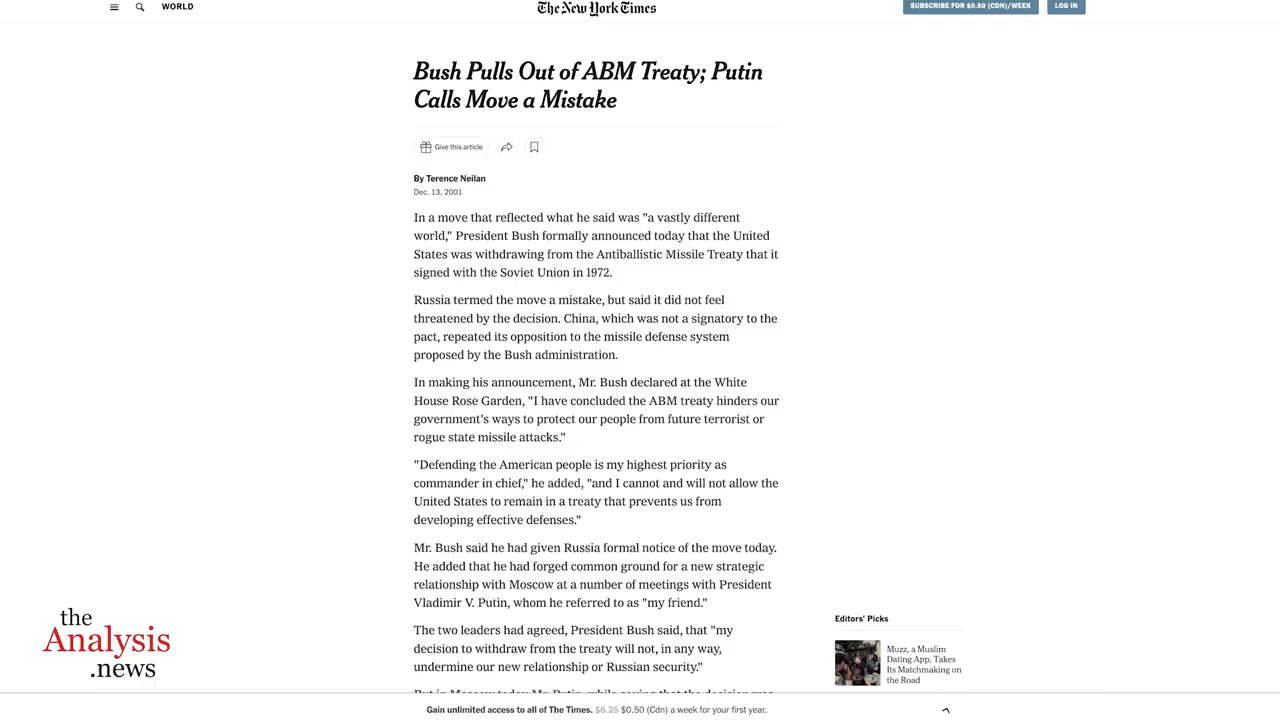 WORLD
The New York Times
SUBSCRIBE FOR $0.50 (CDN)/WEEK
LOG IN
Bush Pulls Out of ABM Treaty; Putin
Calls Move a Mistake
Give this article
By Terence Neilan
Dec. 13, 2001
In a move that reflected what he said was "a vastly different
world," President Bush formally announced today that the United
States was withdrawing from the Antiballistic Missile Treaty that it
signed with the Soviet Union in 1972.
Russia termed the move a mistake, but said it did not feel
threatened by the decision. China, which was not a signatory to the
pact, repeated its opposition to the missile defense system
proposed by the Bush administration.
In making his announcement, Mr. Bush declared at the White
House Rose Garden, "I have concluded the ABM treaty hinders our
government's ways to protect our people from future terrorist or
rogue state missile attacks."
"Defending the American people is my highest priority as
commander in chief," he added, "and I cannot and will not allow the
United States to remain in a treaty that prevents us from
developing effective defenses."
Mr. Bush said he had given Russia formal notice of the move today.
He added that he had forged common ground for a new strategic
relationship with Moscow at a number of meetings with President
Vladimir V. Putin, whom he referred to as "my friend."
The two leaders had agreed, President Bush said, that "my
decision to withdraw from the treaty will not, in any way,
undermine our new relationship or Russian security."
Editors' Picks
Muzz, a Muslim
Dating App, Takes
Its Matchmaking on
the Road
the
Analysis
.news
Gain unlimited access to all of The Times. $6.25 $0.50 (Cdn) a week for your first year.